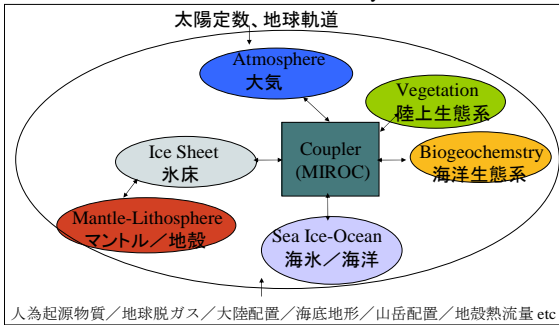 太陽定数、地球軌道
Atmosphere
大気
Vegetation
陸上生態系
Coupler
(MIROC)
Biogeochemstry
海洋生態系
Ice Sheet
氷床
Mantle-Lithosphere
マントル／地殻
Sea Ice-Ocean
海氷／海洋
人為起源物質／地球脱ガス／大陸配置／海底地形／山岳配置／地殻熱流量 etc